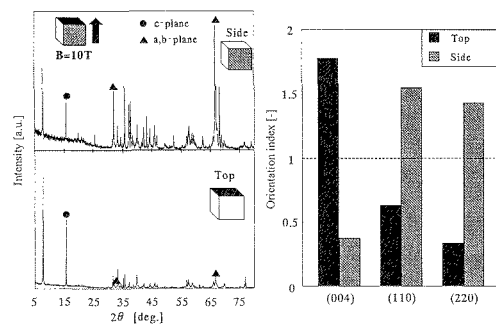 c-plane
a,b-plane
B=10T
Side
Intensity [a.u.]
Top
5 15 25 35 45 55 65 75
2θ [deg.]
Top
Side
Orientation index [-]
2
1.5
1
0.5
0
(004) (110) (220)